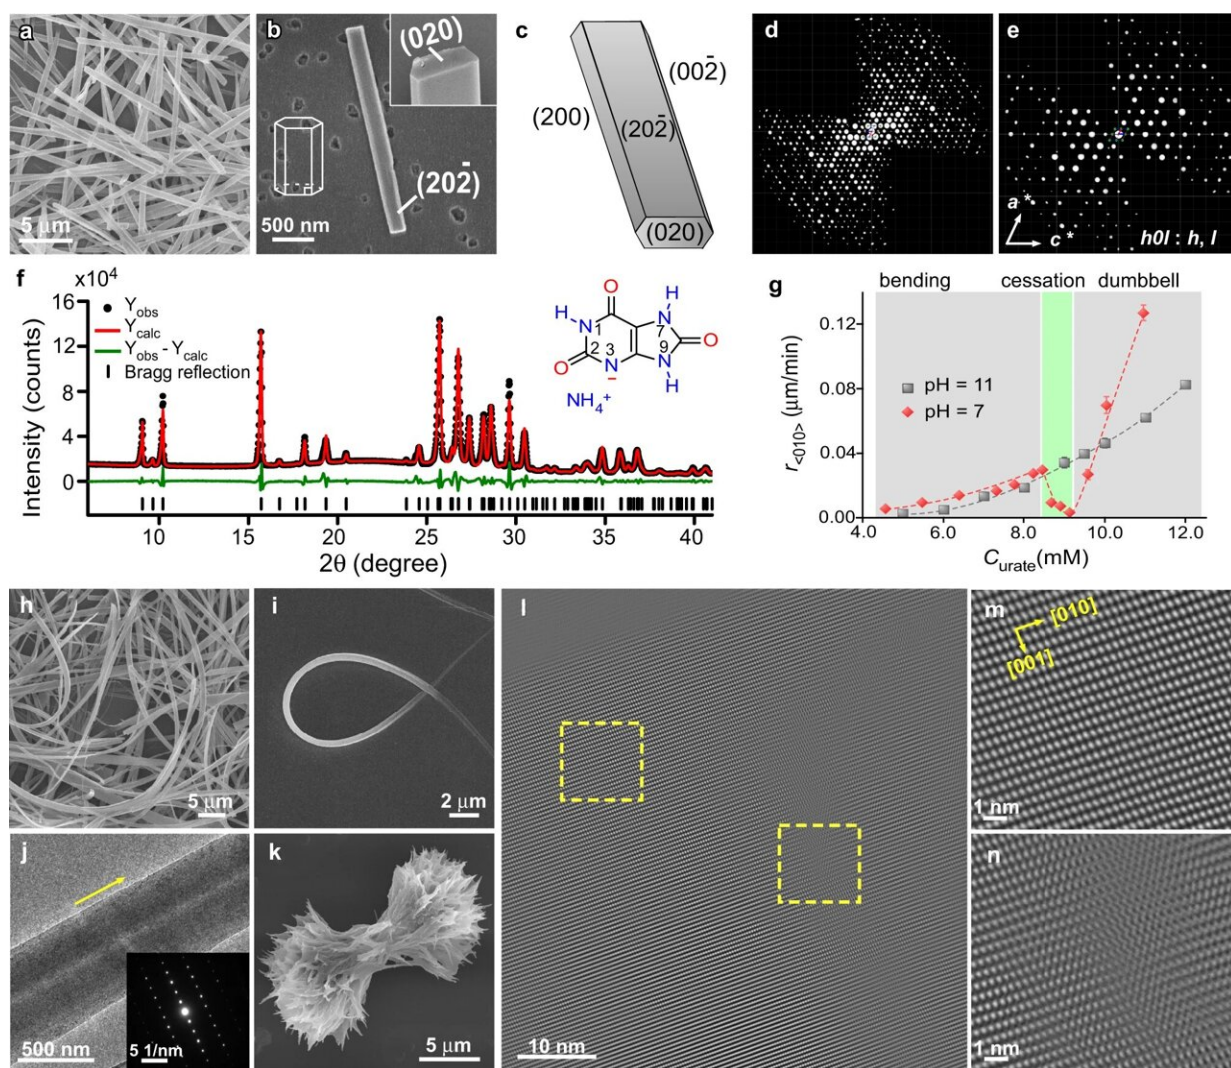 a
5 μm
b
(020)
(202̄)
500 nm
c
(200)
(002̄)
(202̄)
(020)
d
e
a*
c*
h0l : h, l
f
x10⁴
16
12
8
4
0
Intensity (counts)
Y_obs
Y_calc
Y_obs - Y_calc
Bragg reflection
O
H
H
N
1
N
7
2
O
O
3
N
9
N
–
H
NH₄⁺
10
15
20
25
30
35
40
2θ (degree)
bending
cessation
dumbbell
g
0.12
0.08
0.04
0.00
r<010> (μm/min)
pH = 11
pH = 7
4.0
6.0
8.0
10.0
12.0
C_urate(mM)
h
5 μm
i
2 μm
j
500 nm
5 1/nm
k
5 μm
l
10 nm
m
[010]
[001]
1 nm
n
1 nm